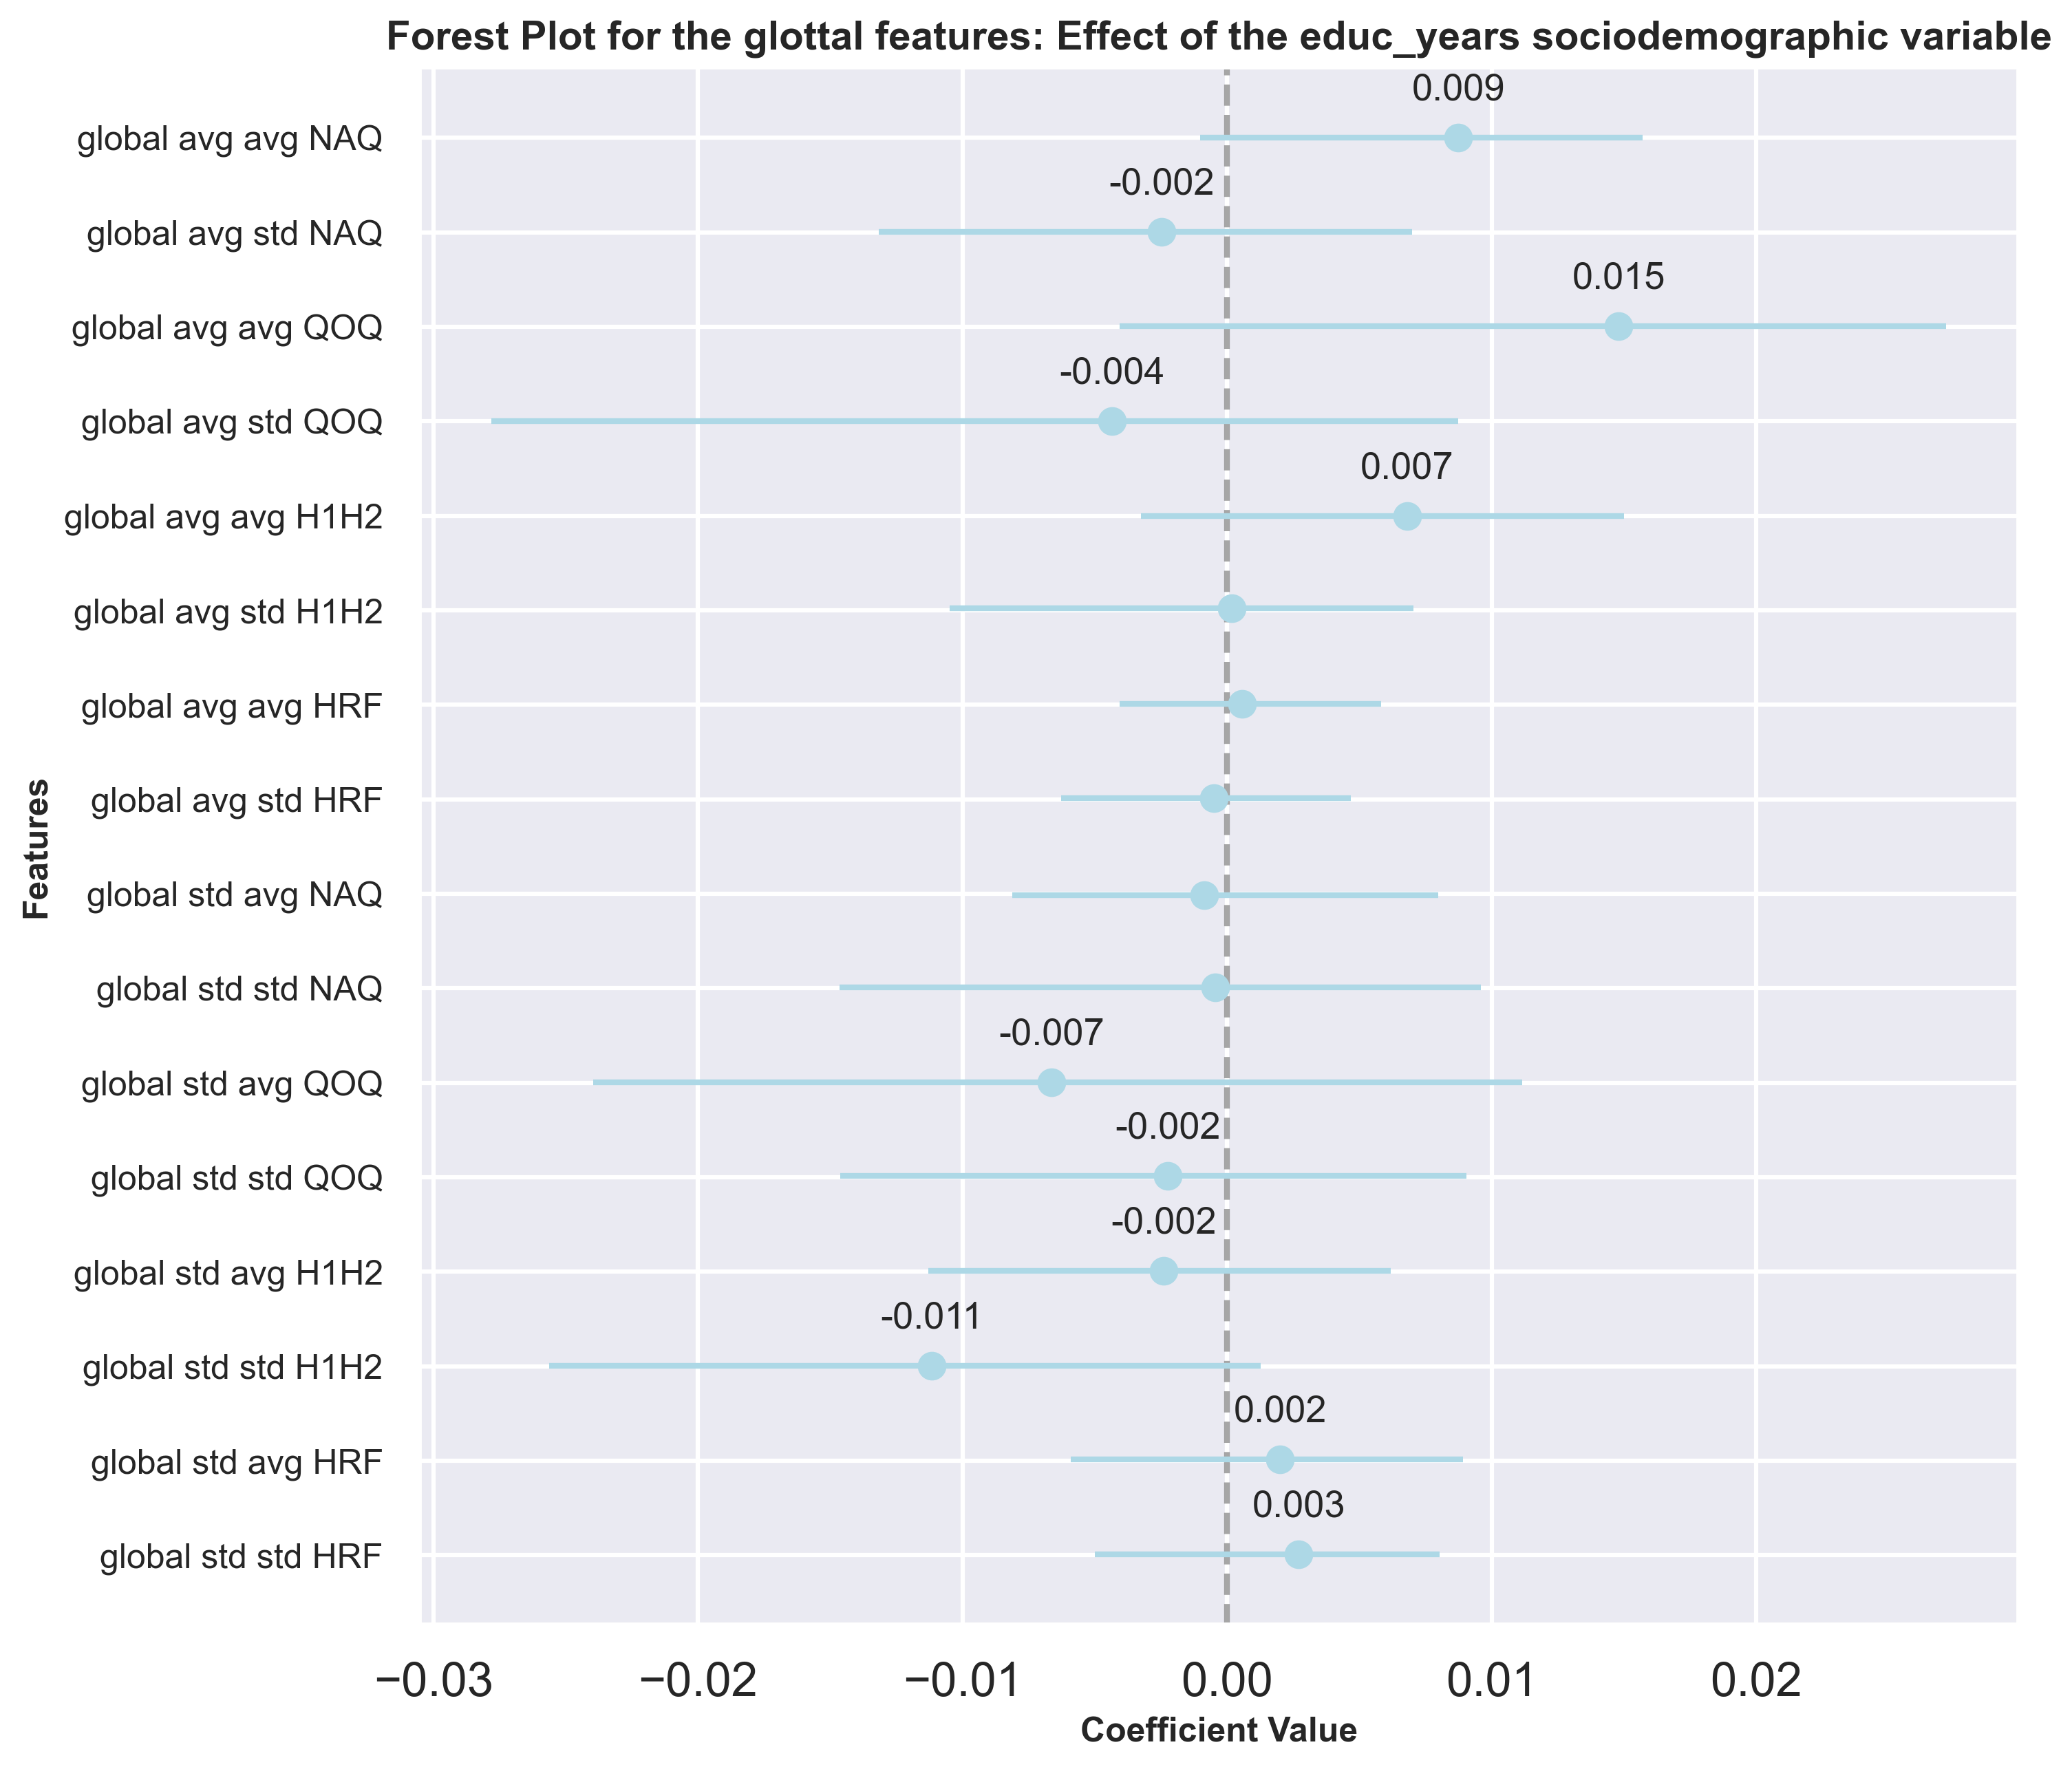 Forest Plot for the glottal features: Effect of the educ_years sociodemographic variable
0.009
global avg avg NAQ
-0.002
global avg std NAQ
0.015
global avg avg QOQ
-0.004
global avg std QOQ
0.007
global avg avg H1H2
global avg std H1H2
global avg avg HRF
global avg std HRF
global std avg NAQ
global std std NAQ
-0.007
global std avg QOQ
-0.002
global std std QOQ
-0.002
global std avg H1H2
-0.011
global std std H1H2
0.002
global std avg HRF
0.003
global std std HRF
Features
−0.03 −0.02 −0.01 0.00 0.01 0.02
Coefficient Value